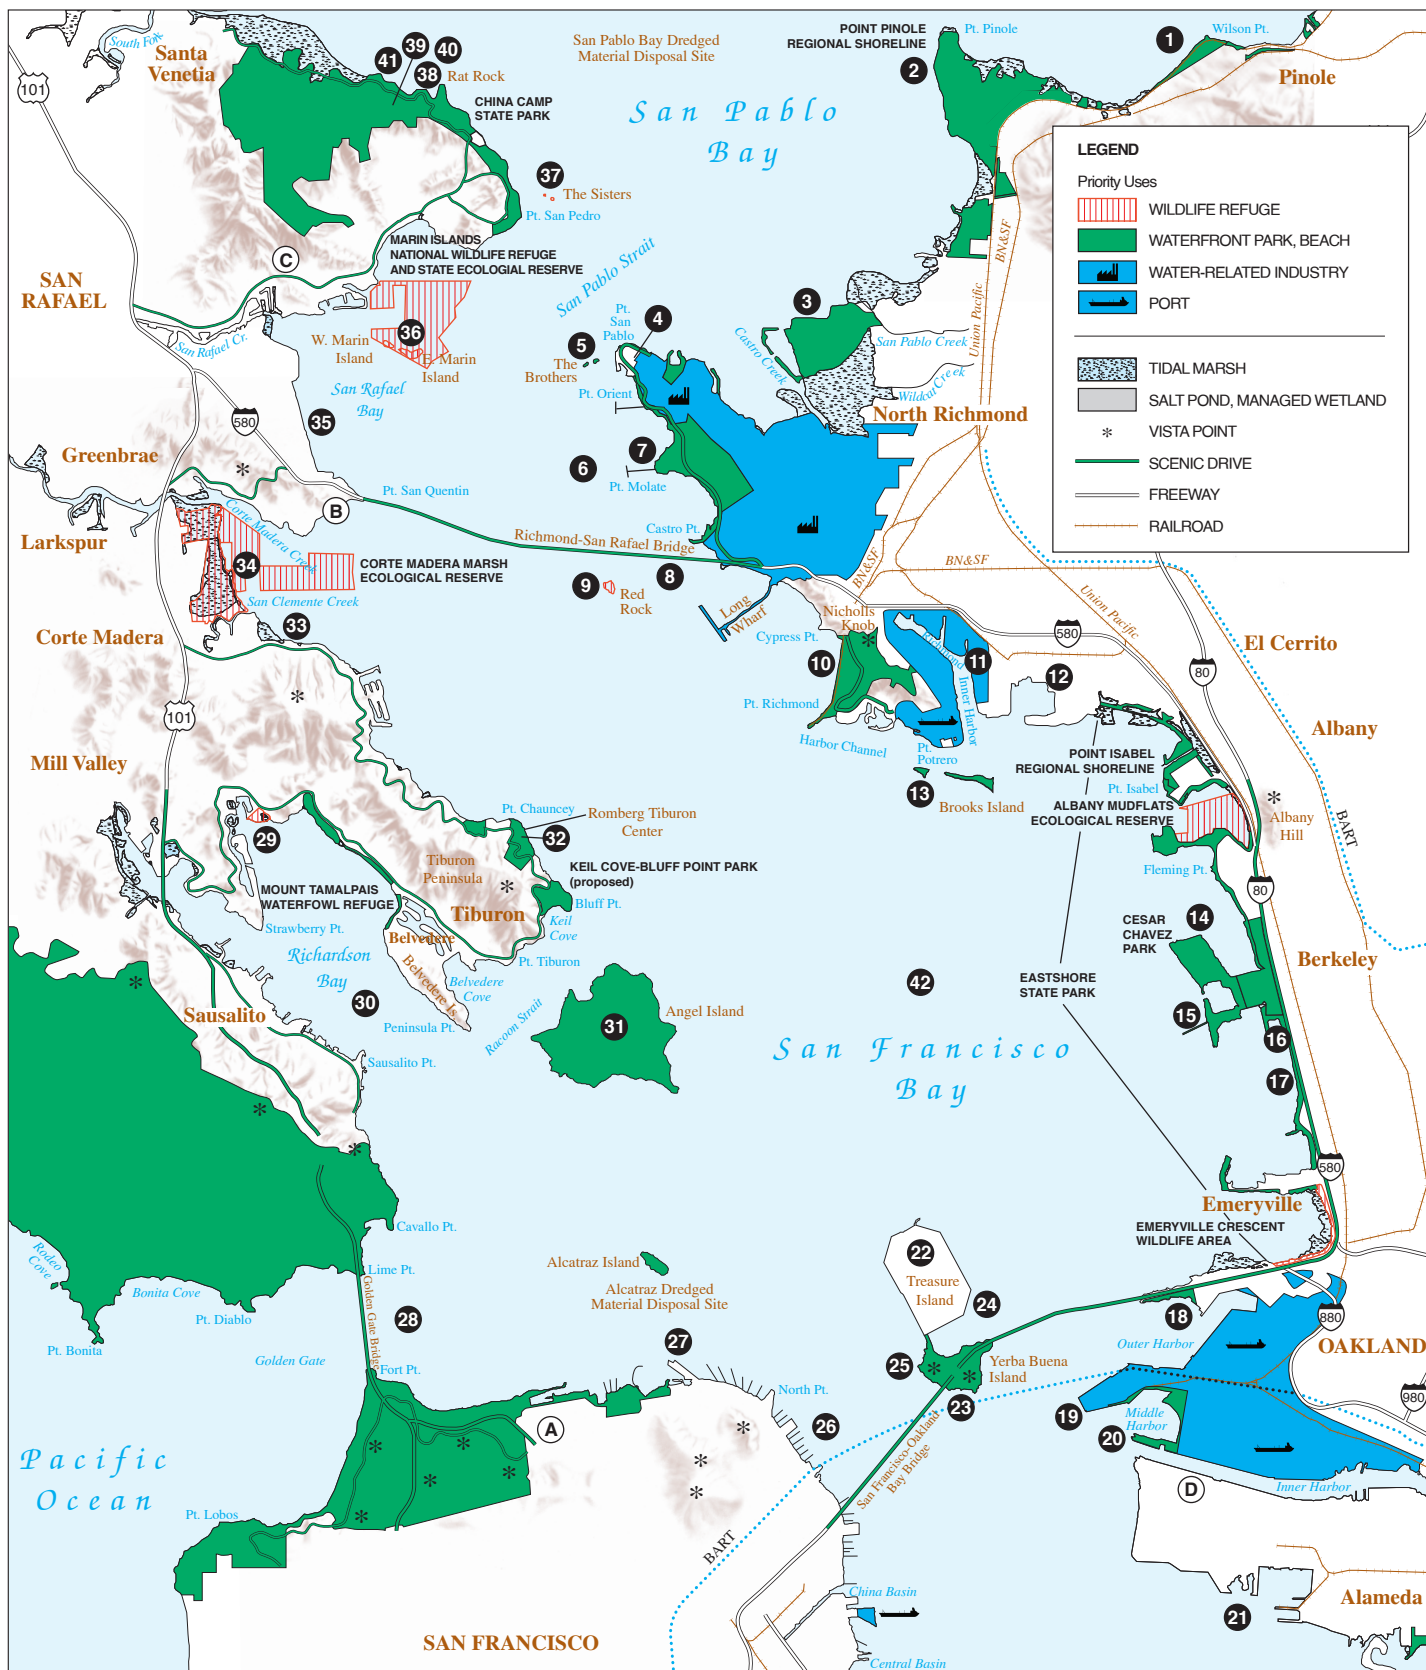 South Fork
Santa
Venetia
101
39
40
41
38
Rat Rock
CHINA CAMP
STATE PARK
San Pablo Bay Dredged
Material Disposal Site
San Pablo
Bay
POINT PINOLE
REGIONAL SHORELINE
Pt. Pinole
2
1
Wilson Pt.
Pinole
LEGEND
Priority Uses
WILDLIFE REFUGE
WATERFRONT PARK, BEACH
WATER-RELATED INDUSTRY
PORT
TIDAL MARSH
SALT POND, MANAGED WETLAND
* VISTA POINT
SCENIC DRIVE
FREEWAY
RAILROAD
37
The Sisters
Pt. San Pedro
MARIN ISLANDS
NATIONAL WILDLIFE REFUGE
AND STATE ECOLOGIAL RESERVE
C
SAN
RAFAEL
San Rafael Cr.
W. Marin
Island
36
E. Marin
Island
San Rafael
Bay
San Pablo Strait
Pt.
San
Pablo
4
5
The
Brothers
Pt. Orient
3
Castro Creek
San Pablo Creek
Wildcat Creek
Union Pacific
BN&SF
North Richmond
580
35
Greenbrae
7
6
Pt. Molate
Pt. San Quentin
B
Larkspur
Corte Madera Creek
34
CORTE MADERA MARSH
ECOLOGICAL RESERVE
San Clemente Creek
33
Corte Madera
Richmond-San Rafael Bridge
Castro Pt.
8
9
Red
Rock
Long
Wharf
BN&SF
BN&SF
Union Pacific
Nicholls
Knob
Cypress Pt.
10
Pt. Richmond
Harbor Channel
Richmond
Inner Harbor
11
580
12
80
El Cerrito
Albany
Pt.
Potrero
13
Brooks Island
POINT ISABEL
REGIONAL SHORELINE
Pt. Isabel
ALBANY MUDFLATS
ECOLOGICAL RESERVE
Albany
Hill
BART
Fleming Pt.
80
101
Mill Valley
29
MOUNT TAMALPAIS
WATERFOWL REFUGE
Strawberry Pt.
Richardson
Bay
30
Pt. Chauncey
Romberg Tiburon
Center
32
Tiburon
Peninsula
KEIL COVE-BLUFF POINT PARK
(proposed)
Tiburon
Bluff Pt.
Keil
Cove
Belvedere
Pt. Tiburon
Belvedere Is
Belvedere
Cove
Peninsula Pt.
Racoon Strait
31
Angel Island
42
San Francisco
Bay
CESAR
CHAVEZ
PARK
14
EASTSHORE
STATE PARK
15
16
17
Berkeley
Sausalito
Sausalito Pt.
580
Emeryville
EMERYVILLE CRESCENT
WILDLIFE AREA
Cavallo Pt.
Rodeo
Cove
Lime Pt.
Bonita Cove
Pt. Diablo
Pt. Bonita
Golden Gate
Golden Gate Bridge
28
Fort Pt.
Alcatraz Island
Alcatraz Dredged
Material Disposal Site
27
22
Treasure
Island
24
25
Yerba Buena
Island
23
18
Outer Harbor
880
OAKLAND
980
19
Middle
Harbor
20
Inner Harbor
D
North Pt.
26
San Francisco-Oakland
Bay Bridge
A
Pacific
Ocean
Pt. Lobos
BART
China Basin
Central Basin
SAN FRANCISCO
21
Alameda